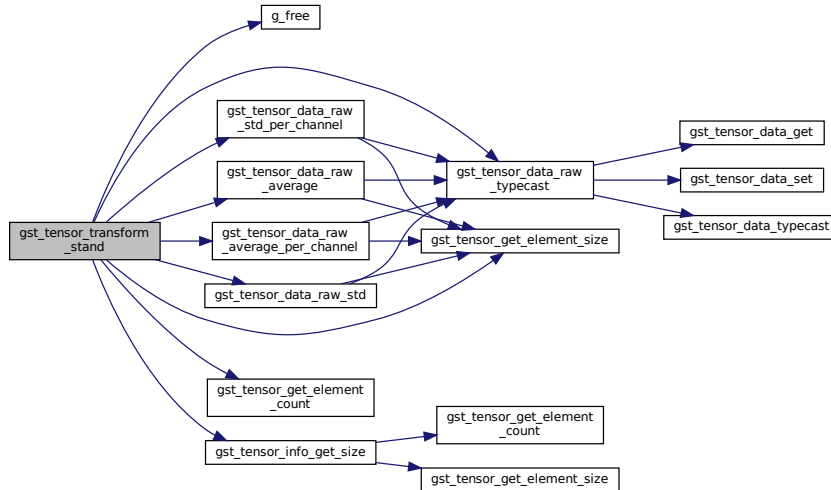 g_free
gst_tensor_data_raw
_std_per_channel
gst_tensor_data_get
gst_tensor_data_raw
_average
gst_tensor_data_raw
_typecast
gst_tensor_data_set
gst_tensor_transform
_stand
gst_tensor_data_raw
_average_per_channel
gst_tensor_get_element_size
gst_tensor_data_typecast
gst_tensor_data_raw_std
gst_tensor_get_element
_count
gst_tensor_info_get_size
gst_tensor_get_element
_count
gst_tensor_get_element_size